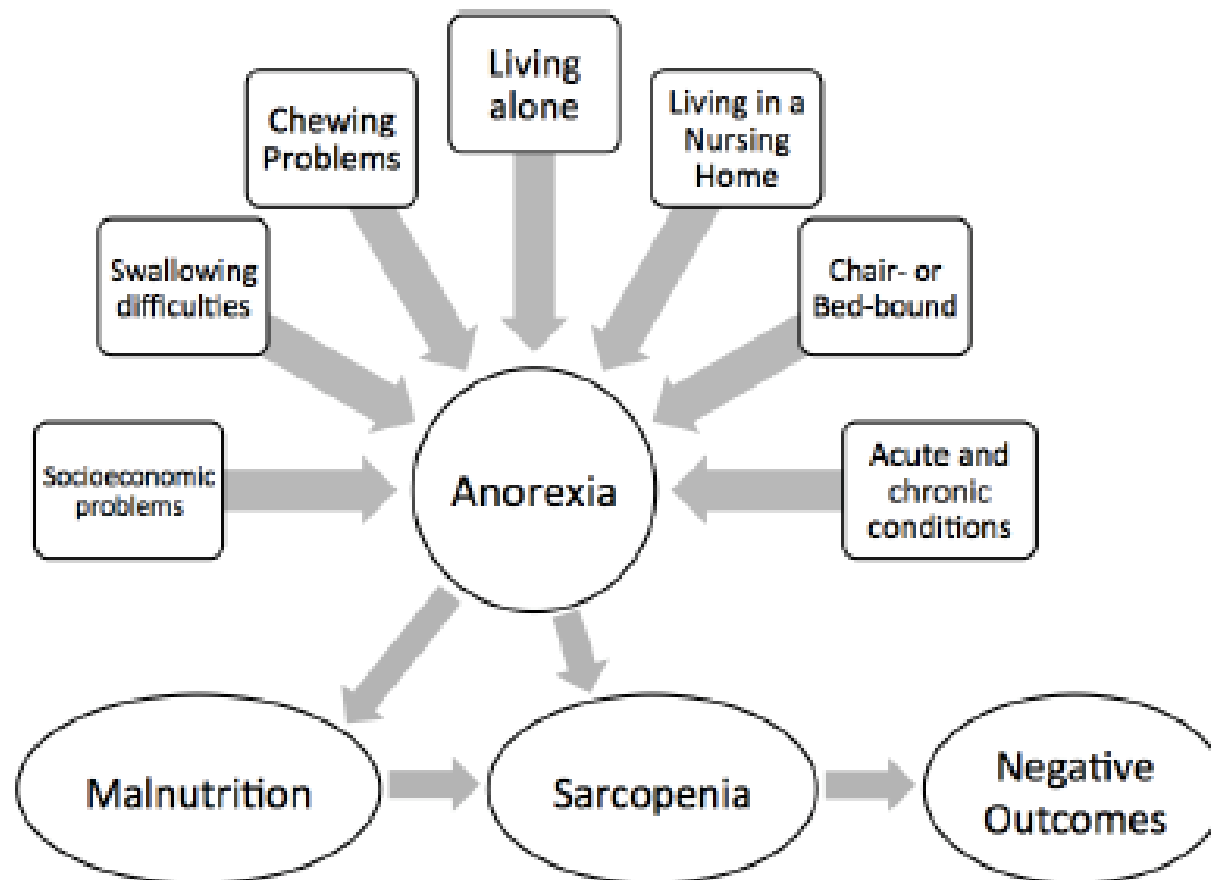 Living
alone
Chewing
Problems
Living in a
Nursing
Home
Swallowing
difficulties
Chair- or
Bed-bound
Socioeconomic
problems
Anorexia
Acute and
chronic
conditions
Malnutrition
Sarcopenia
Negative
Outcomes